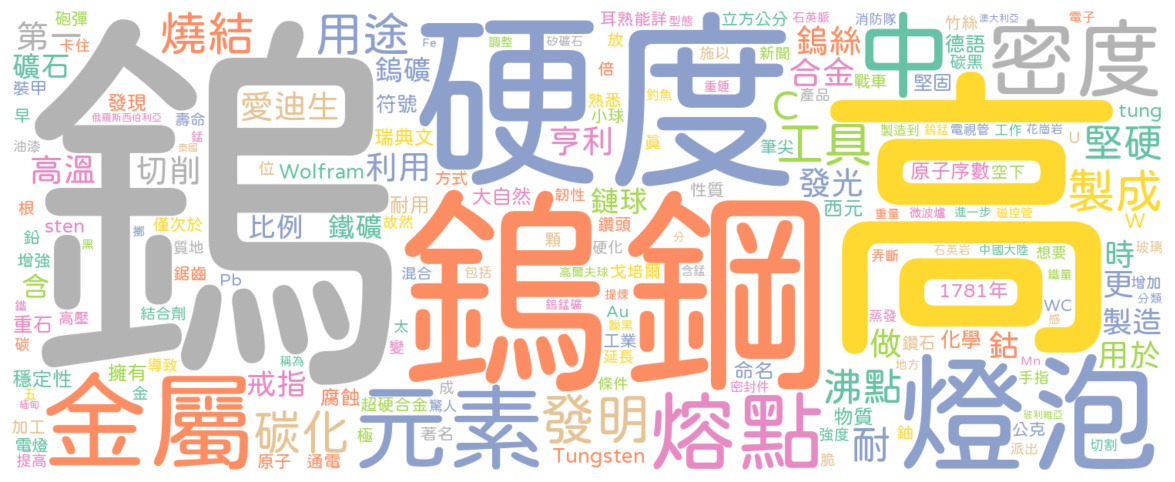 鎢
硬度
高
鎢鋼
中
密度
金屬
元素
熔點
燈泡
燒結
用途
第一
砲彈
卡住
礦石
裝甲
早
發現
俄羅斯西伯利亞
壽命
錳
油漆
泰國
高溫
切削
愛迪生
位
Wolfram
利用
鎢礦
符號
瑞典文
Fe
調整
矽礦石
耳熟能詳
型態
放
倍
熟悉
小球
亨利
施以
重錘
釣魚
立方公分
石英脈
新聞
鎢絲
合金
產品
C
筆尖
真
工具
消防隊
竹絲
澳大利亞
電子
德語
碳黑
戰車
堅固
tung
製造到
鎢錳
電視管
工作
花崗岩
U
堅硬
原子序數
空下
製成
W
重量
微波爐
進一步
磁控管
玻璃
弄斷
石英岩
中國大陸
想要
鐵量
時
更
增加
分類
1781年
WC
感
蒸發
製造
鑽石
化學
鈷
做
用於
地方
Mn
手指
玻利維亞
公克
派出
切割
發光
西元
性質
鏈球
大自然
韌性
鑽頭
方式
耐用
故然
比例
鐵礦
根
sten
僅次於
擲
鉛
黑
質地
增強
鋸齒
Pb
含
混合
包括
顆
硬化
分
含錳
高爾夫球
戈培爾
提煉
鎢錳礦
Au
黝黑
工業
延長
太
變
鐵
重石
高壓
結合劑
碳
稱為
導致
穩定性
擁有
戒指
五
金
緬甸
腐蝕
超硬合金
成
驚人
條件
命名
密封件
沸點
物質
加工
電燈
提高
碳化
原子
通電
極
著名
發明
Tungsten
脆
強度
耐
鈾